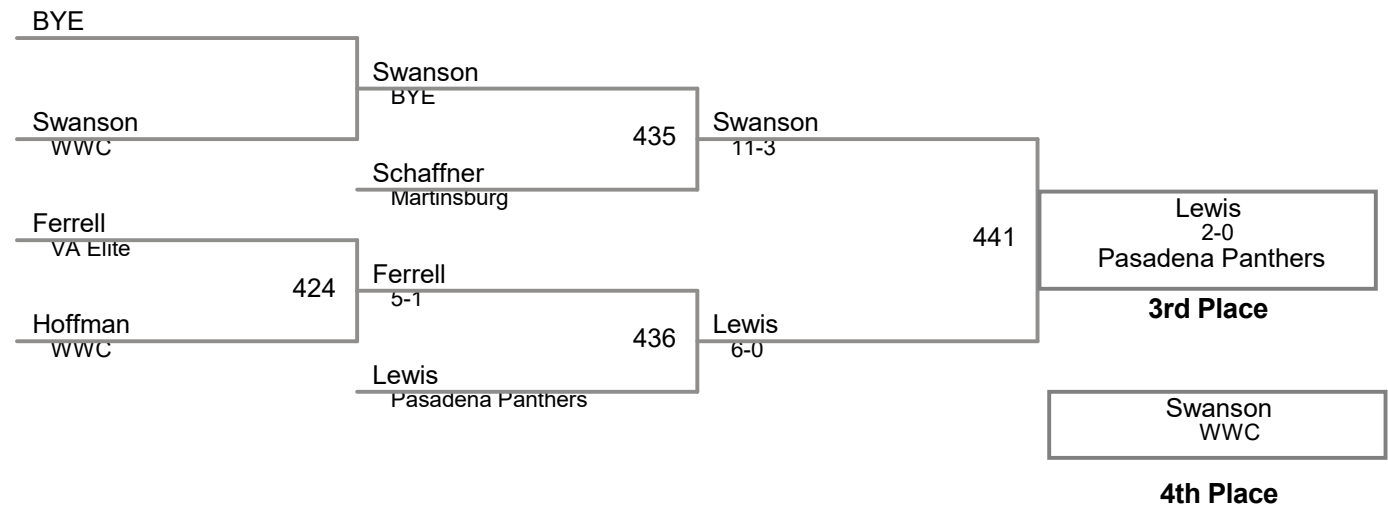 BYE
Swanson
BYE
Swanson
WWC
435
Swanson
11-3
Schaffner
Martinsburg
Ferrell
VA Elite
441
Lewis
2-0
Pasadena Panthers
3rd Place
424
Ferrell
5-1
Hoffman
WWC
436
Lewis
6-0
Lewis
Pasadena Panthers
Swanson
WWC
4th Place